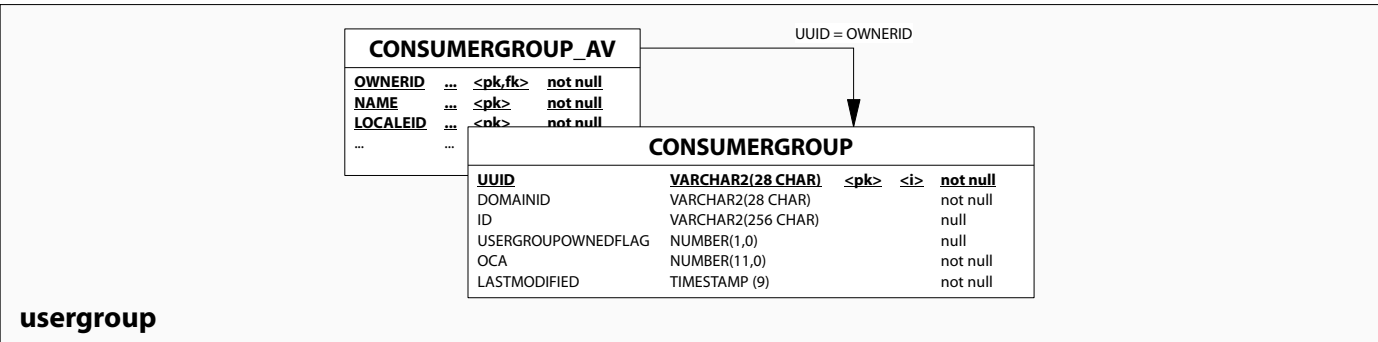 UUID = OWNERID
CONSUMERGROUP_AV
OWNERID ... <pk,fk> not null
NAME ... <pk> not null
LOCALEID ... <pk> not null
... ...
CONSUMERGROUP
UUID VARCHAR2(28 CHAR) <pk> <i> not null
DOMAINID VARCHAR2(28 CHAR) not null
ID VARCHAR2(256 CHAR) null
USERGROUPOWNEDFLAG NUMBER(1,0) null
OCA NUMBER(11,0) not null
LASTMODIFIED TIMESTAMP (9) not null
usergroup